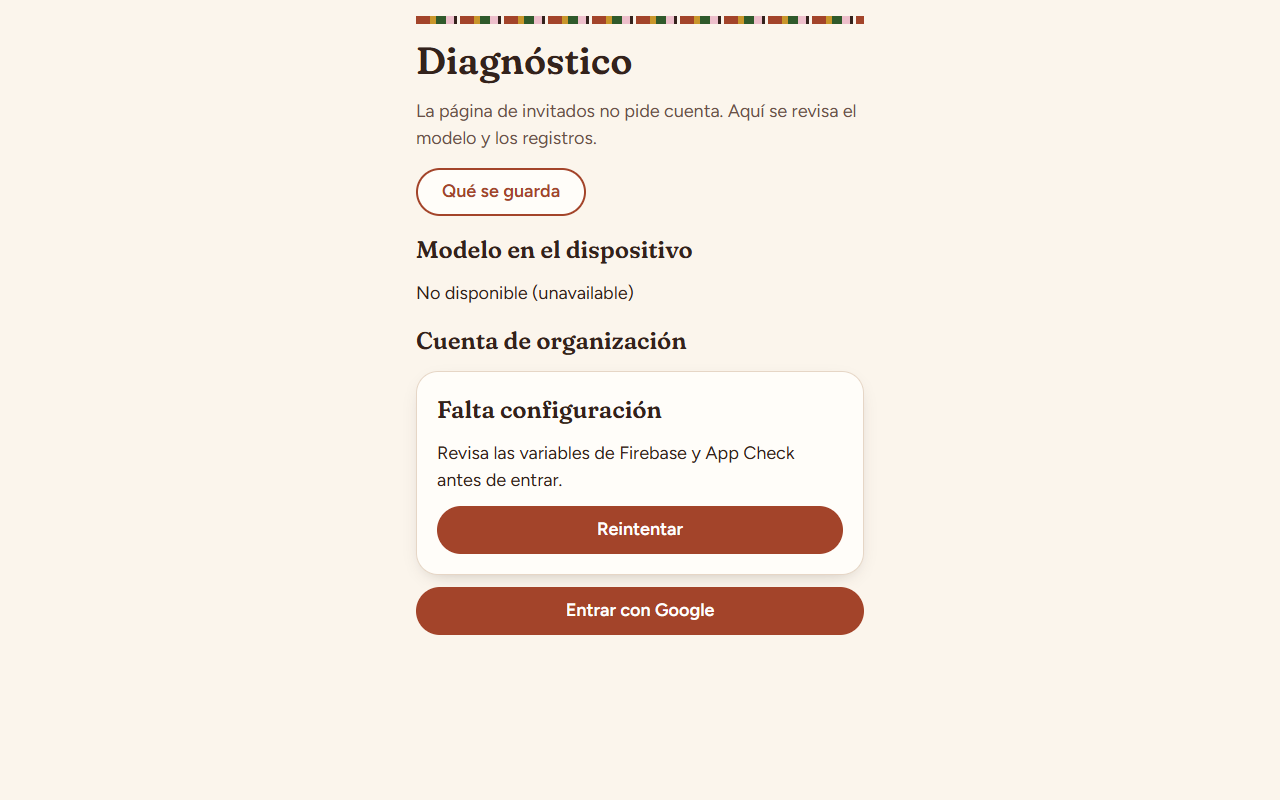 Diagnóstico
La página de invitados no pide cuenta. Aquí se revisa el
modelo y los registros.
Qué se guarda
Modelo en el dispositivo
No disponible (unavailable)
Cuenta de organización
Falta configuración
Revisa las variables de Firebase y App Check
antes de entrar.
Reintentar
Entrar con Google